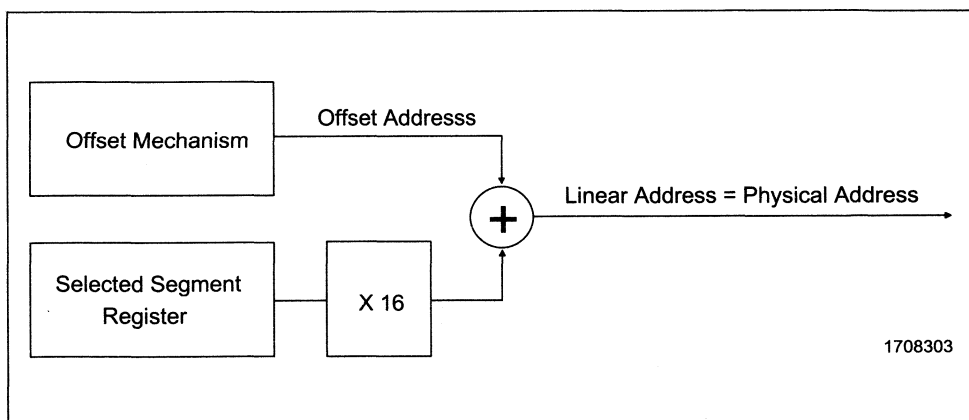 Offset Mechanism
Offset Addresss
+
Linear Address = Physical Address
Selected Segment
Register
X 16
1708303